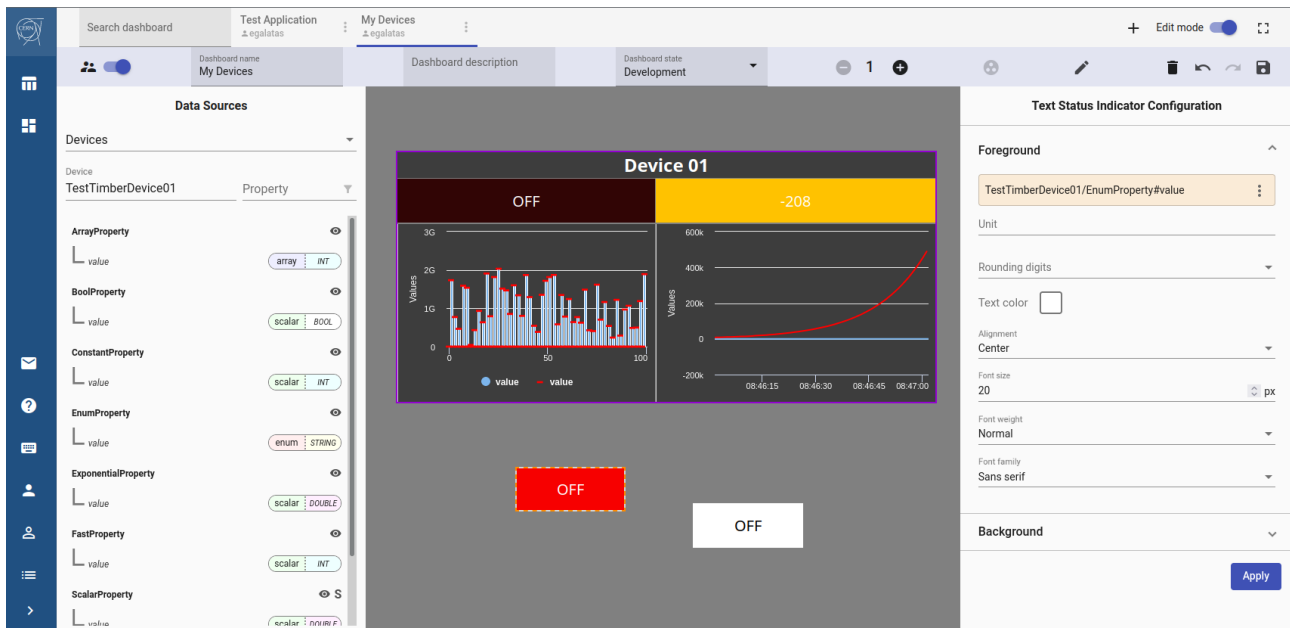 CERN
Search dashboard
Test Application
egalatas
My Devices
egalatas
Edit mode
Dashboard name
My Devices
Dashboard description
Dashboard state
Development
1
Data Sources
Devices
Device
TestTimberDevice01
Property
ArrayProperty
value
array INT
BoolProperty
value
scalar BOOL
ConstantProperty
value
scalar INT
EnumProperty
value
enum STRING
ExponentialProperty
value
scalar DOUBLE
FastProperty
value
scalar INT
ScalarProperty
S
value
scalar DOUBLE
Device 01
OFF
-208
3G
2G
1G
0
Values
0 50 100
value value
600k
400k
200k
0
-200k
Values
08:46:15 08:46:30 08:46:45 08:47:00
OFF
OFF
Text Status Indicator Configuration
Foreground
TestTimberDevice01/EnumProperty#value
Unit
Rounding digits
Text color
Alignment
Center
Font size
20 px
Font weight
Normal
Font family
Sans serif
Background
Apply